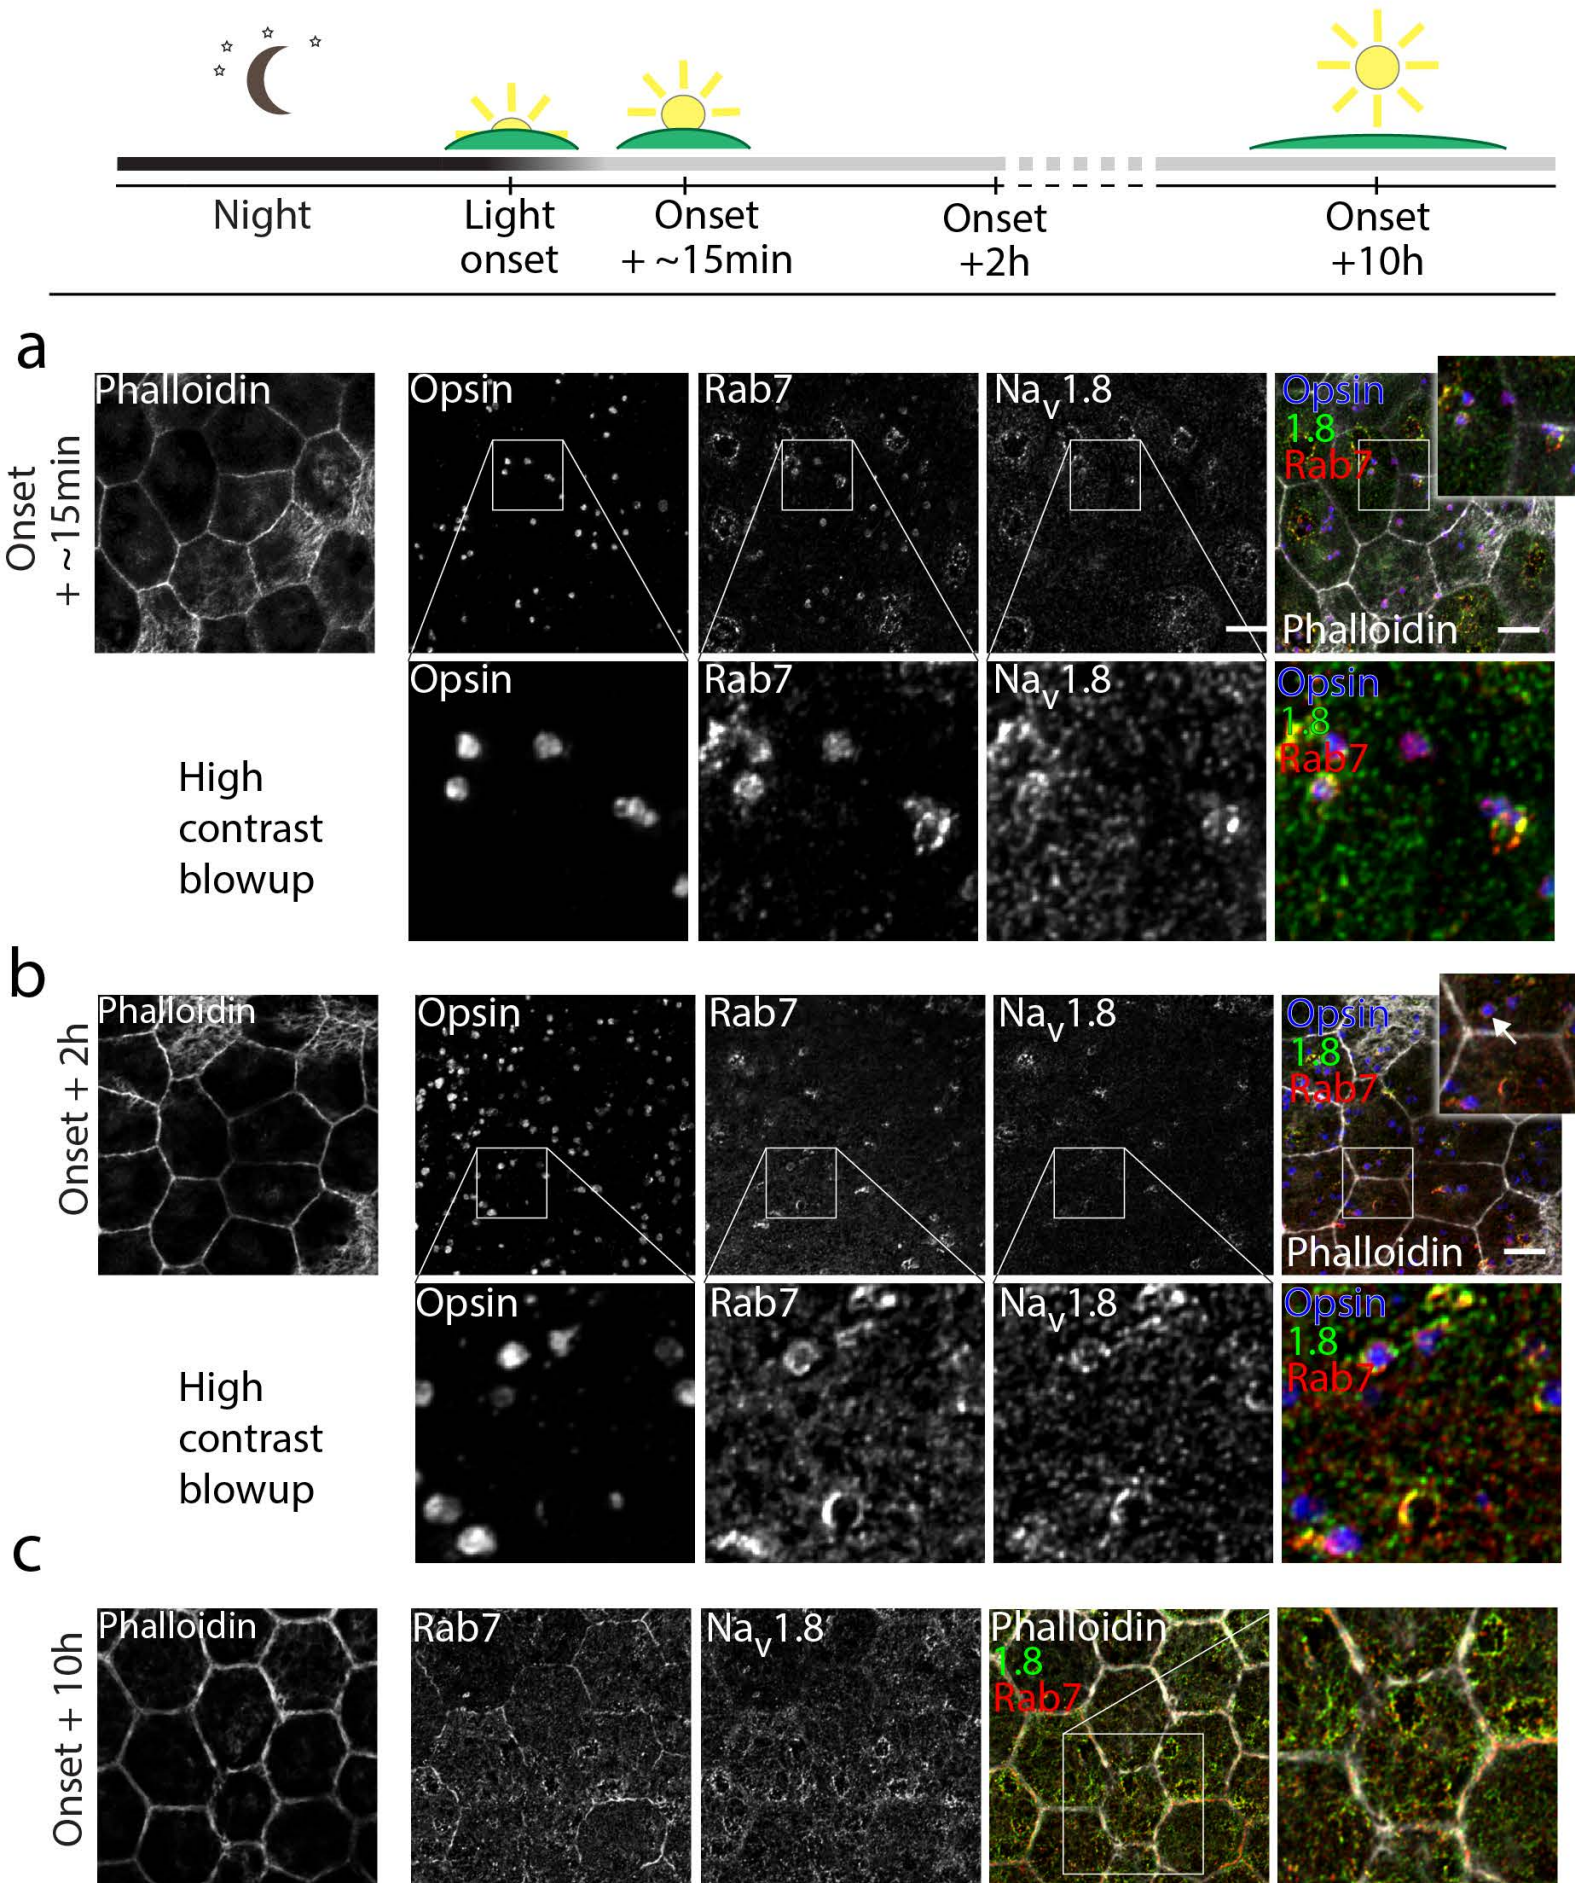 Night
Light
onset
Onset
+ ~15min
Onset
+2h
Onset
+10h
a
Onset
+ ~15min
Phalloidin
Opsin
Rab7
Nav1.8
Opsin
1.8
Rab7
Phalloidin
High
contrast
blowup
Opsin
Rab7
Nav1.8
Opsin
1.8
Rab7
b
Onset + 2h
Phalloidin
Opsin
Rab7
Nav1.8
Opsin
1.8
Rab7
Phalloidin
High
contrast
blowup
Opsin
Rab7
Nav1.8
Opsin
1.8
Rab7
c
Onset + 10h
Phalloidin
Rab7
Nav1.8
Phalloidin
1.8
Rab7